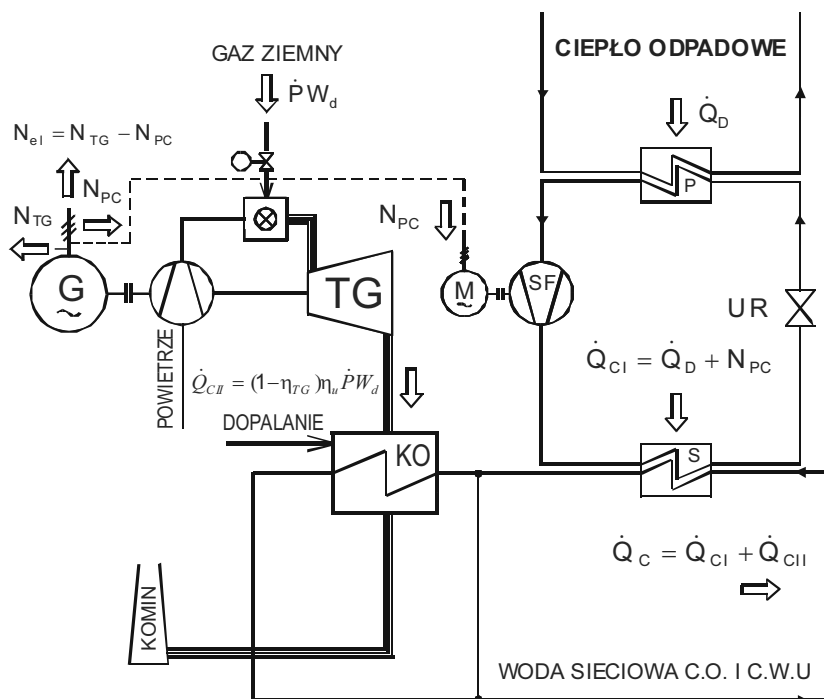 GAZ ZIEMNY
CIEPŁO ODPADOWE
ṖW_d
Q̇_D
N_el = N_TG − N_PC
N_PC
N_TG
N_PC
P
G
~
TG
M
~
SF
UR
POWIETRZE
Q̇_CII = (1−η_TG)η_u ṖW_d
Q̇_CI = Q̇_D + N_PC
DOPALANIE
KO
S
Q̇_C = Q̇_CI + Q̇_CII
KOMIN
WODA SIECIOWA C.O. I C.W.U